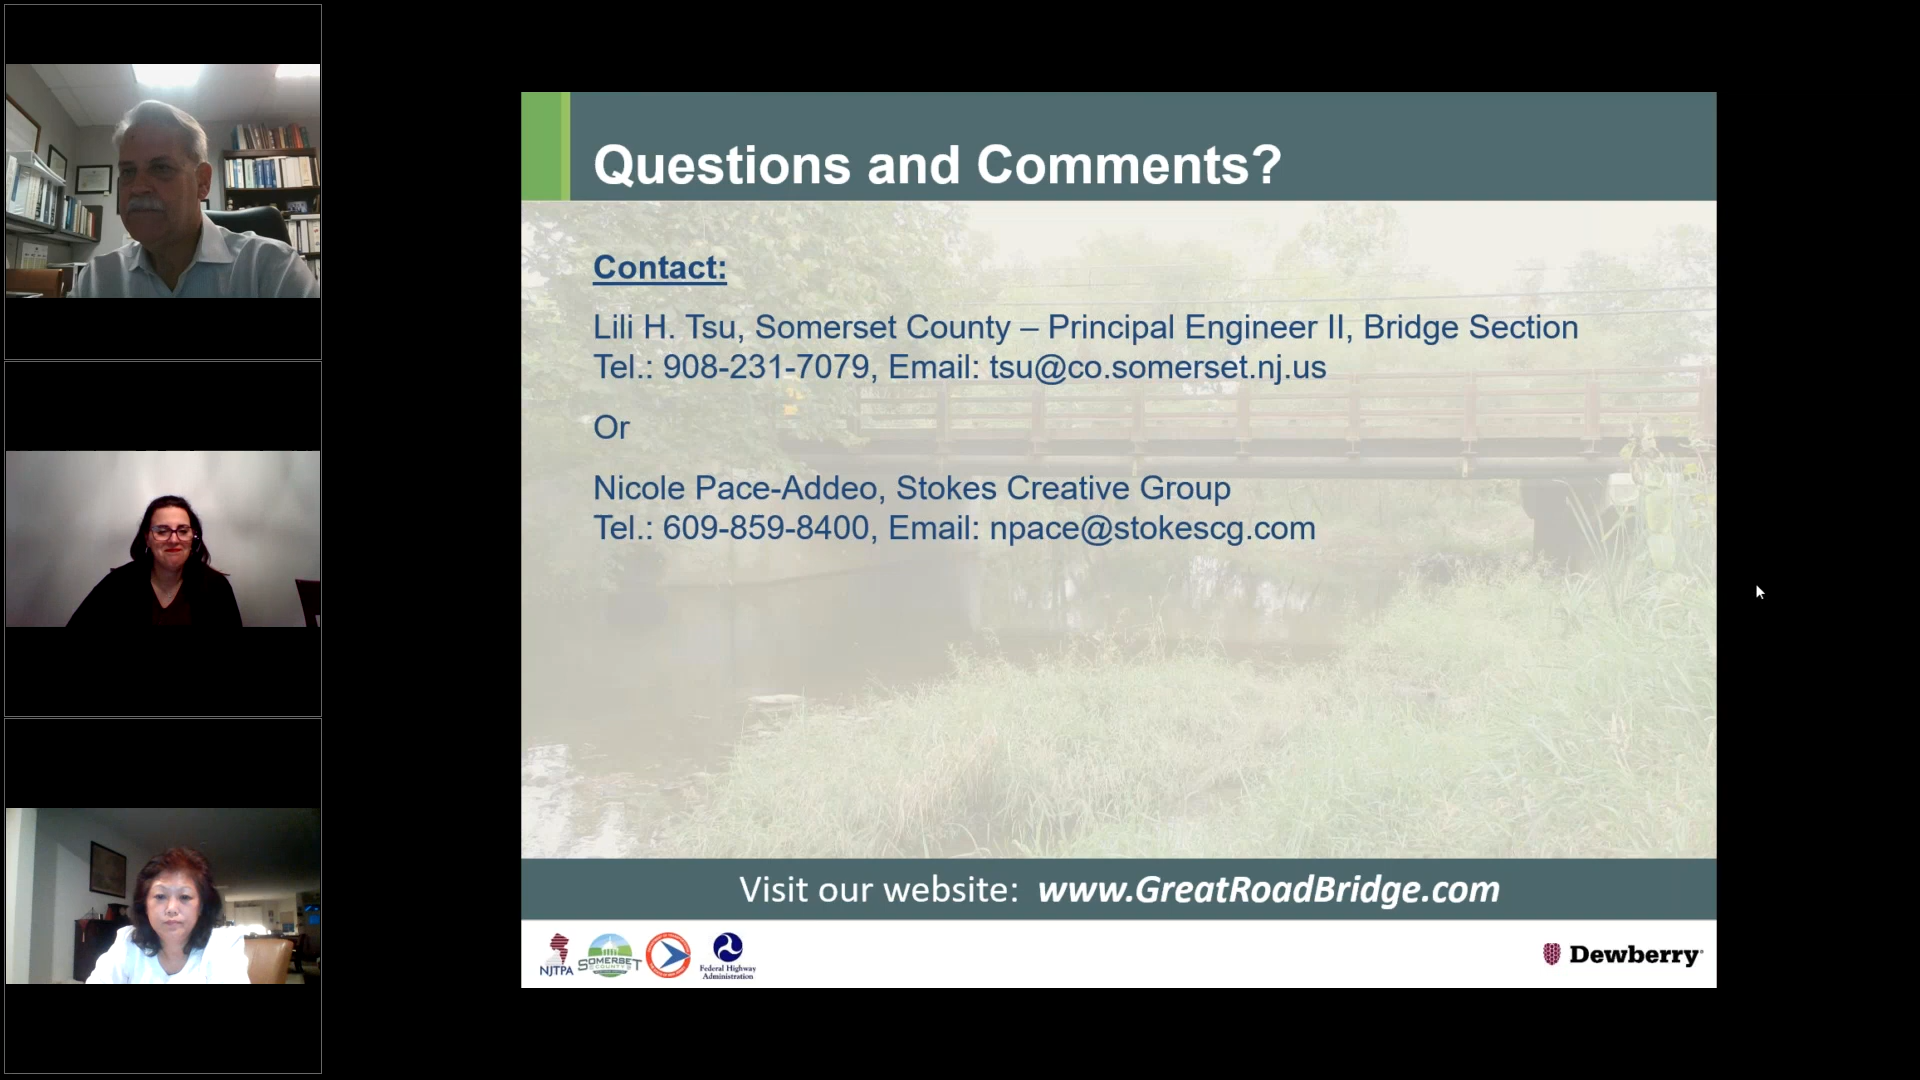 Questions and Comments?
Contact:
Lili H. Tsu, Somerset County – Principal Engineer II, Bridge Section
Tel.: 908-231-7079, Email: tsu@co.somerset.nj.us
Or
Nicole Pace-Addeo, Stokes Creative Group
Tel.: 609-859-8400, Email: npace@stokescg.com
Visit our website: www.GreatRoadBridge.com
NJTPA
SOMERSET
COUNTY
Federal Highway
Administration
Dewberry